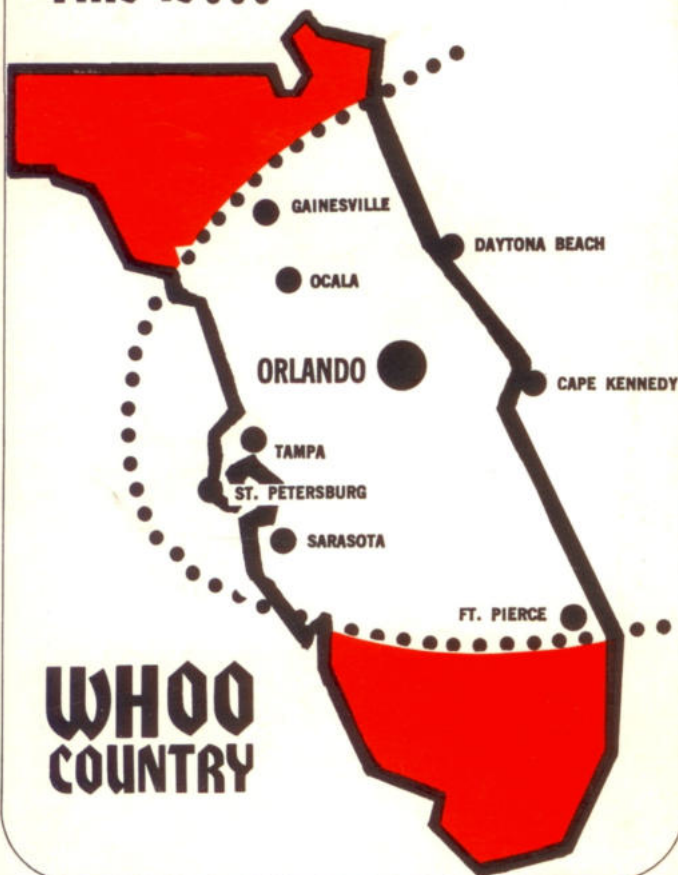 GAINESVILLE
DAYTONA BEACH
OCALA
ORLANDO
CAPE KENNEDY
TAMPA
ST. PETERSBURG
SARASOTA
FT. PIERCE
WHOO
COUNTRY